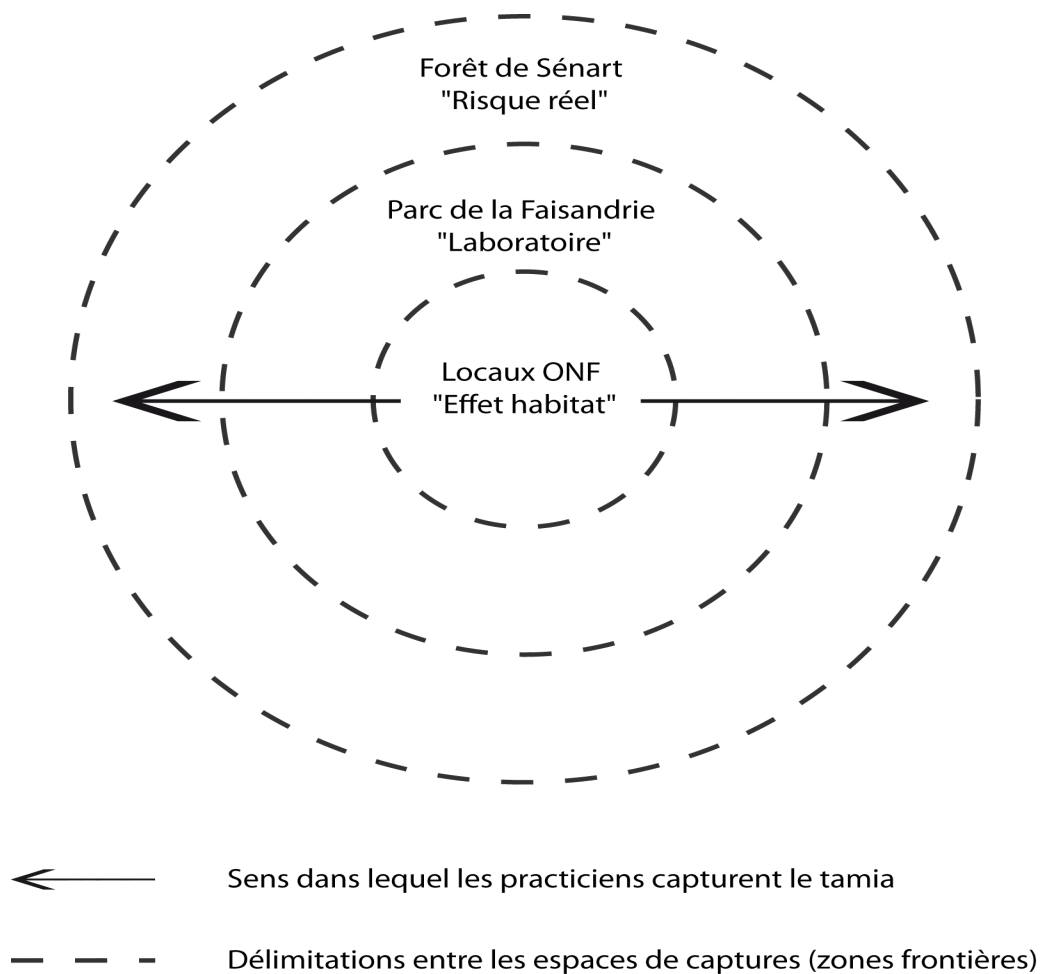 Forêt de Sénart
"Risque réel"
Parc de la Faisandrie
"Laboratoire"
Locaux ONF
"Effet habitat"
Sens dans lequel les practiciens capturent le tamia
Délimitations entre les espaces de captures (zones frontières)